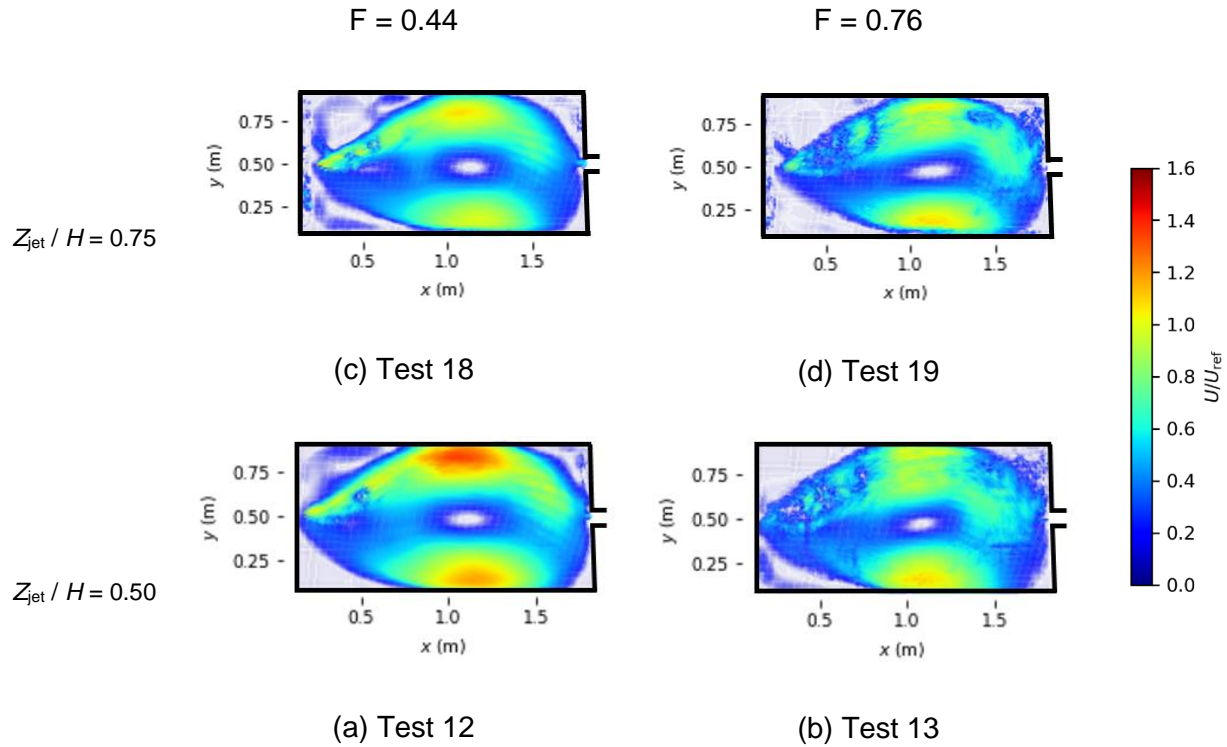 F = 0.44
F = 0.76
0.75
0.50
0.25
y (m)
0.5 1.0 1.5
x (m)
0.75
0.50
0.25
y (m)
0.5 1.0 1.5
x (m)
Zjet / H = 0.75
(c) Test 18
(d) Test 19
1.6
1.4
1.2
1.0
0.8
0.6
0.4
0.2
0.0
U/Uref
0.75
0.50
0.25
y (m)
0.5 1.0 1.5
x (m)
0.75
0.50
0.25
y (m)
0.5 1.0 1.5
x (m)
Zjet / H = 0.50
(a) Test 12
(b) Test 13